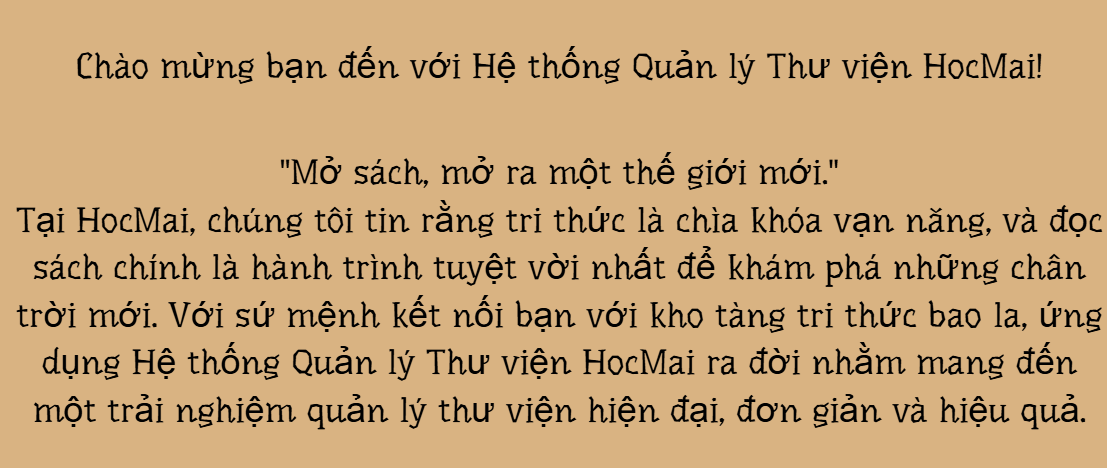 Chào mừng bạn đến với Hệ thống Quản lý Thư viện HocMai!
"Mở sách, mở ra một thế giới mới."
Tại HocMai, chúng tôi tin rằng tri thức là chìa khóa vạn năng, và đọc
sách chính là hành trình tuyệt vời nhất để khám phá những chân
trời mới. Với sứ mệnh kết nối bạn với kho tàng tri thức bao la, ứng
dụng Hệ thống Quản lý Thư viện HocMai ra đời nhằm mang đến
một trải nghiệm quản lý thư viện hiện đại, đơn giản và hiệu quả.